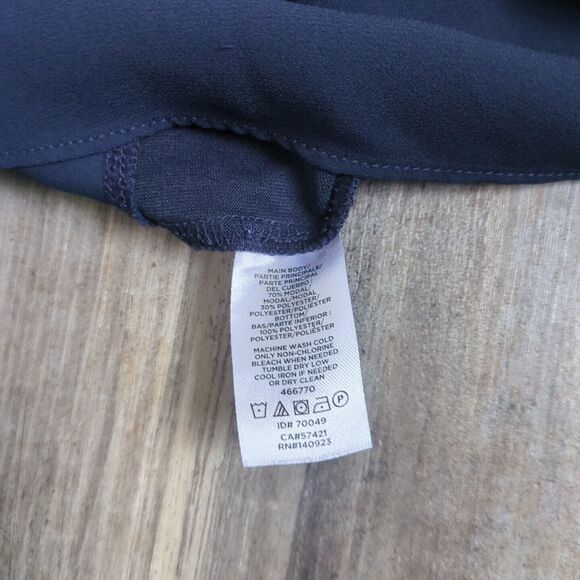 MAIN BODY/
PARTIE PRINCIPALE/
PARTE PRINCIPAL
DEL CUERPO :
70% MODAL/
MODAL/MODAL
30% POLYESTER/
POLYESTER/POLIÉSTER
BOTTOM/
BAS/PARTE INFERIOR :
100% POLYESTER/
POLYESTER/POLIÉSTER
MACHINE WASH COLD
ONLY NON-CHLORINE
BLEACH WHEN NEEDED
TUMBLE DRY LOW
COOL IRON IF NEEDED
OR DRY CLEAN
466770
P
ID# 70049
CA#57421
RN#140923